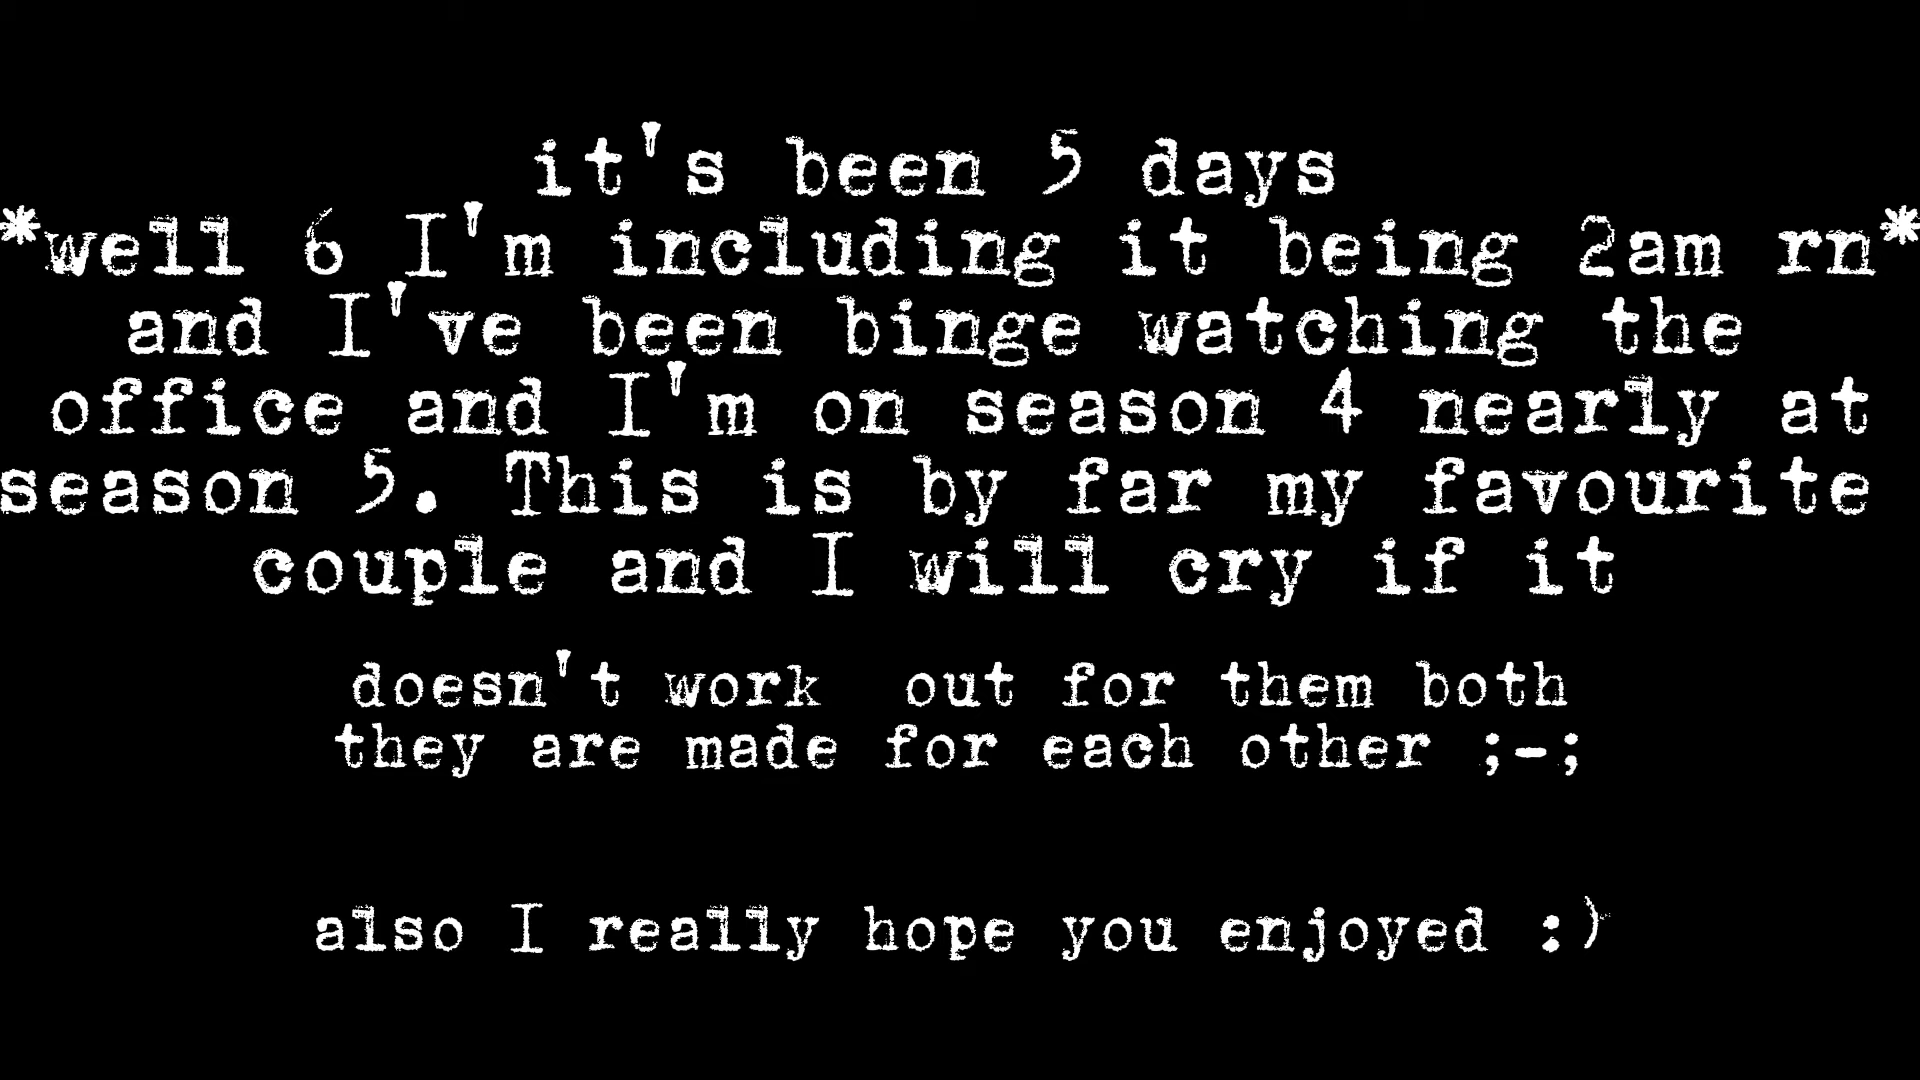 it's been 5 days
*well 6 I'm including it being 2am rn*
and I've been binge watching the
office and I'm on season 4 nearly at
season 5. This is by far my favourite
couple and I will cry if it
doesn't work  out for them both
they are made for each other ;-;
also I really hope you enjoyed :)